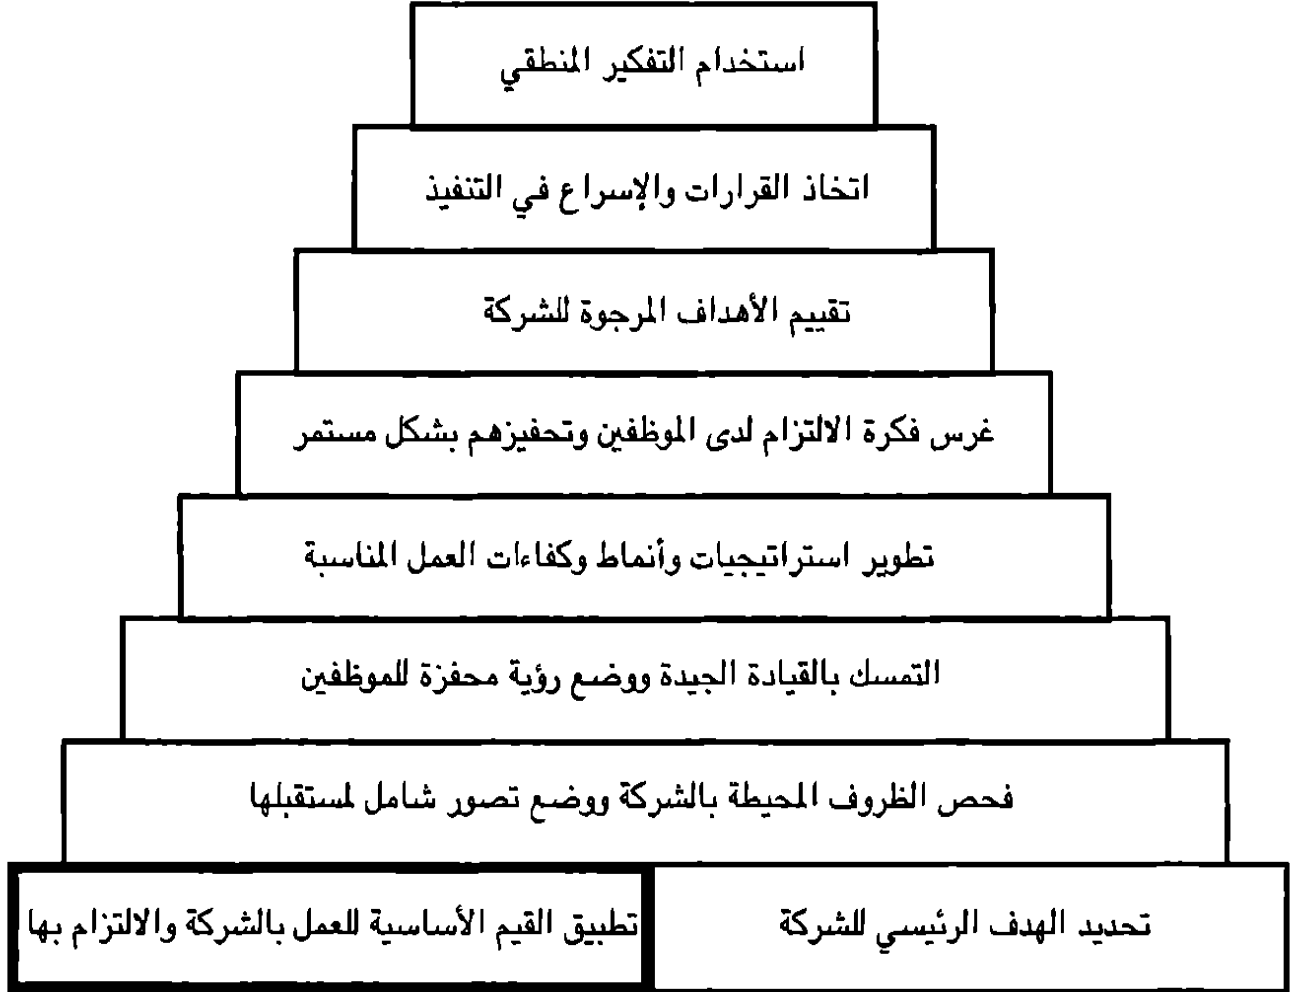 استخدام التفكير المنطقي
اتخاذ القرارات والإسراع في التنفيذ
تقييم الأهداف المرجوة للشركة
غرس فكرة الالتزام لدى الموظفين وتحفيزهم بشكل مستمر
تطوير استراتيجيات وأنماط وكفاءات العمل المناسبة
التمسك بالقيادة الجيدة ووضع رؤية محفزة للموظفين
فحص الظروف المحيطة بالشركة ووضع تصور شامل لمستقبلها
تحديد الهدف الرئيسي للشركة
تطبيق القيم الأساسية للعمل بالشركة والالتزام بها